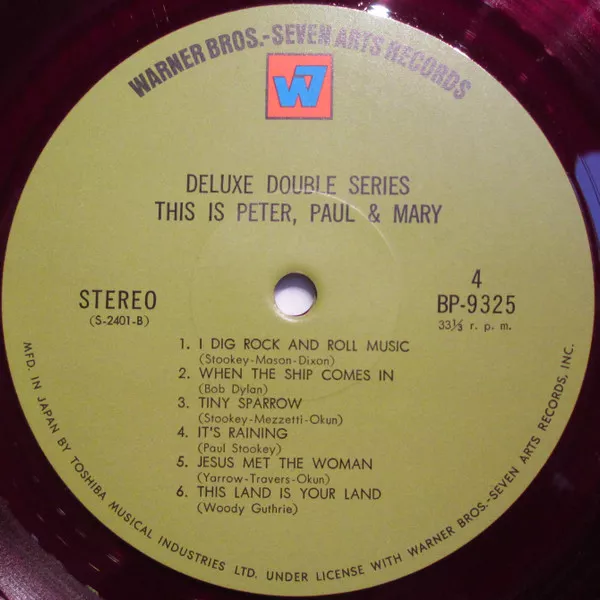 WARNER BROS.-SEVEN ARTS RECORDS
W7
DELUXE DOUBLE SERIES
THIS IS PETER, PAUL & MARY
STEREO
(S-2401-B)
4
BP-9325
33⅓ r. p. m.
1. I DIG ROCK AND ROLL MUSIC
(Stookey-Mason-Dixon)
2. WHEN THE SHIP COMES IN
(Bob Dylan)
3. TINY SPARROW
(Stookey-Mezzetti-Okun)
4. IT'S RAINING
(Paul Stookey)
5. JESUS MET THE WOMAN
(Yarrow-Travers-Okun)
6. THIS LAND IS YOUR LAND
(Woody Guthrie)
MFD. IN JAPAN BY TOSHIBA MUSICAL INDUSTRIES LTD. UNDER LICENSE WITH WARNER BROS.-SEVEN ARTS RECORDS, INC.